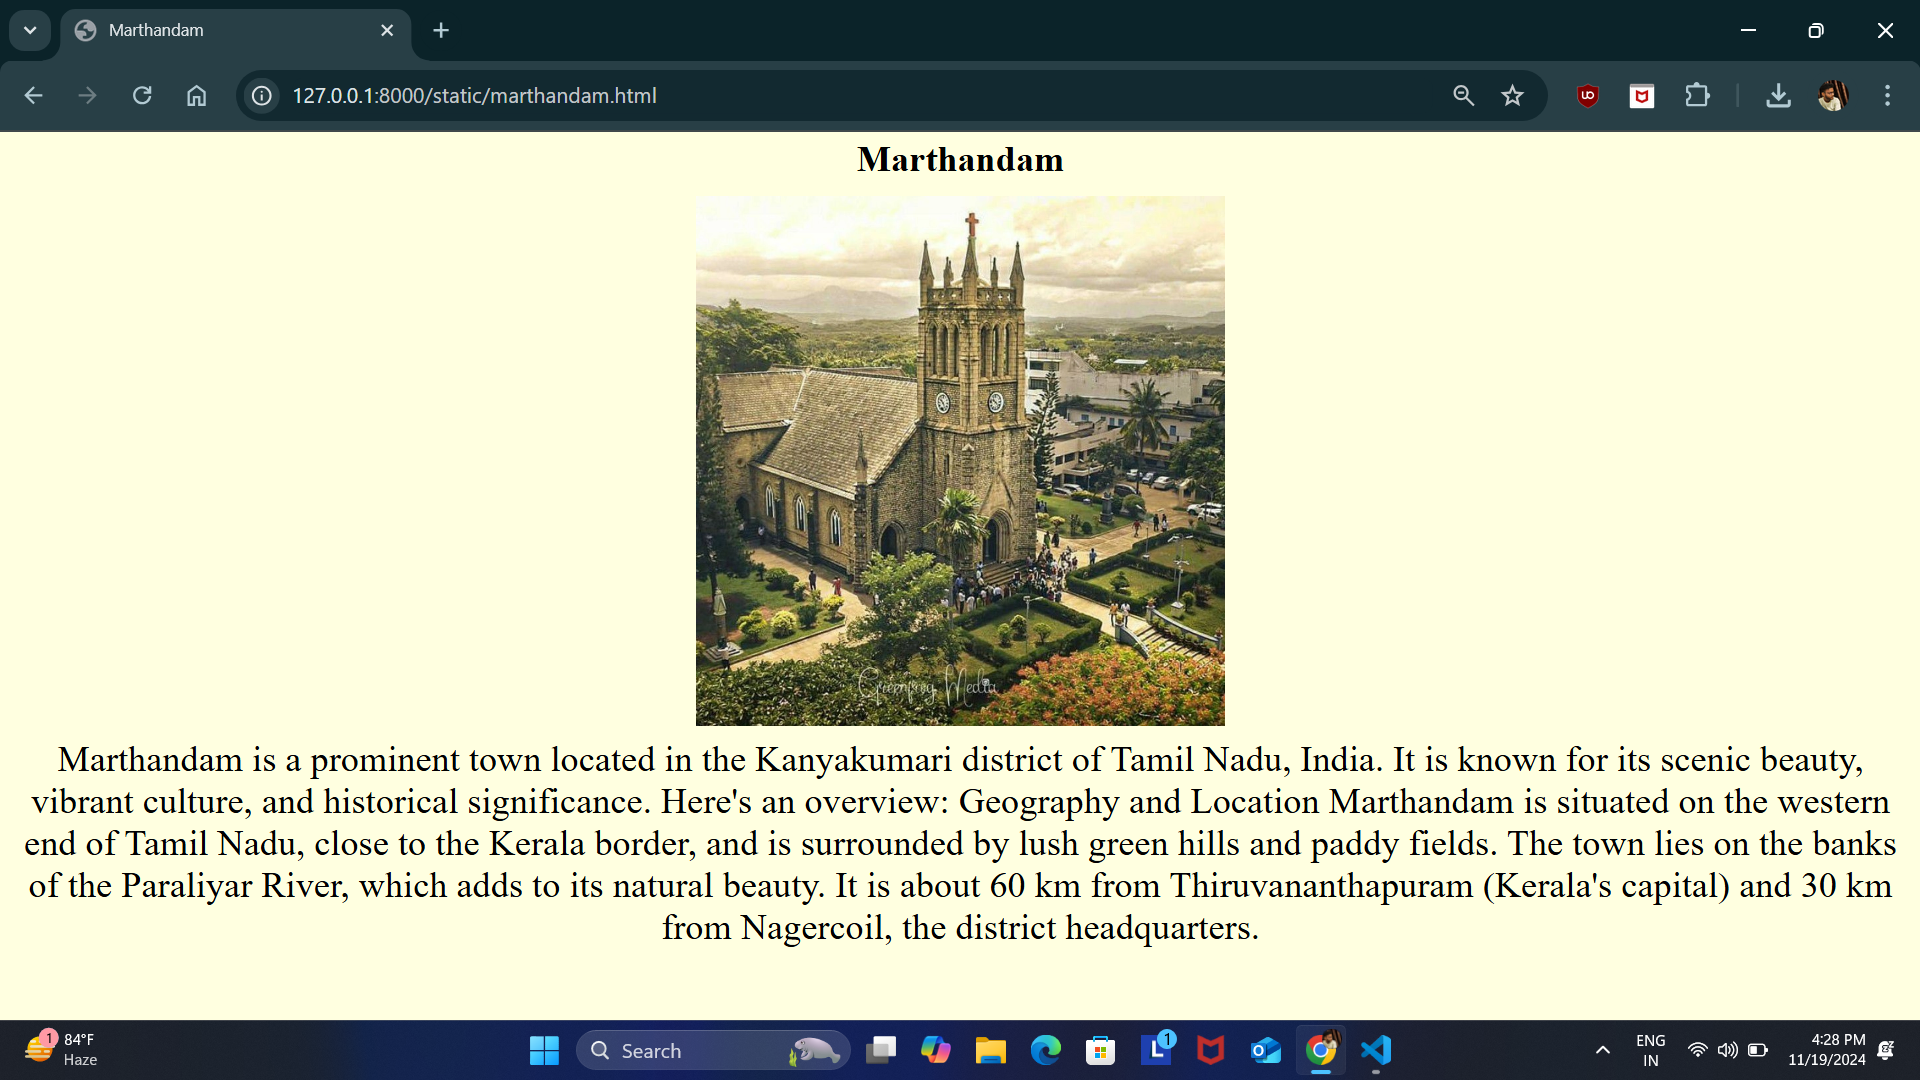 Marthandam
127.0.0.1:8000/static/marthandam.html
Marthandam
Greenfrog Media
Marthandam is a prominent town located in the Kanyakumari district of Tamil Nadu, India. It is known for its scenic beauty,
vibrant culture, and historical significance. Here's an overview: Geography and Location Marthandam is situated on the western
end of Tamil Nadu, close to the Kerala border, and is surrounded by lush green hills and paddy fields. The town lies on the banks
of the Paraliyar River, which adds to its natural beauty. It is about 60 km from Thiruvananthapuram (Kerala's capital) and 30 km
from Nagercoil, the district headquarters.
1
84°F
Haze
Search
L
1
ENG
IN
4:28 PM
11/19/2024